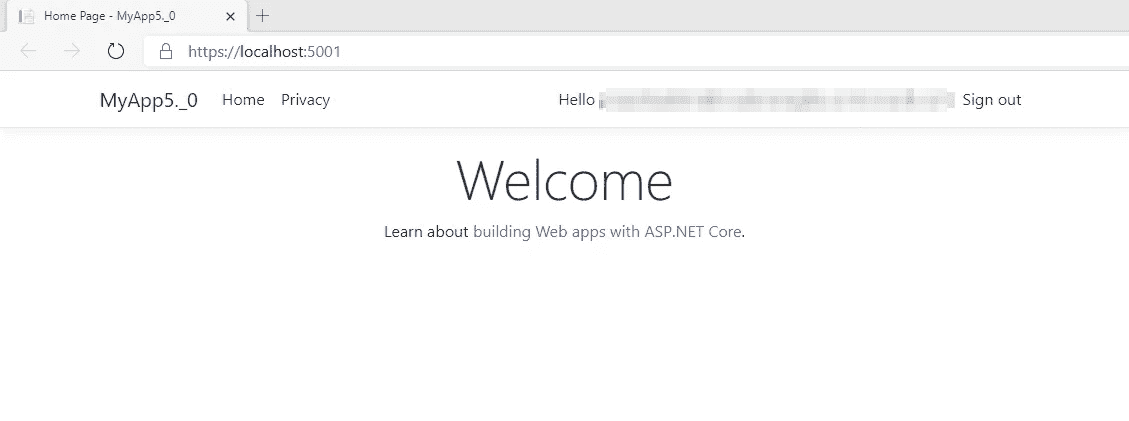 Home Page - MyApp5._0
https://localhost:5001
MyApp5._0 Home Privacy Hello Sign out
Welcome
Learn about building Web apps with ASP.NET Core.